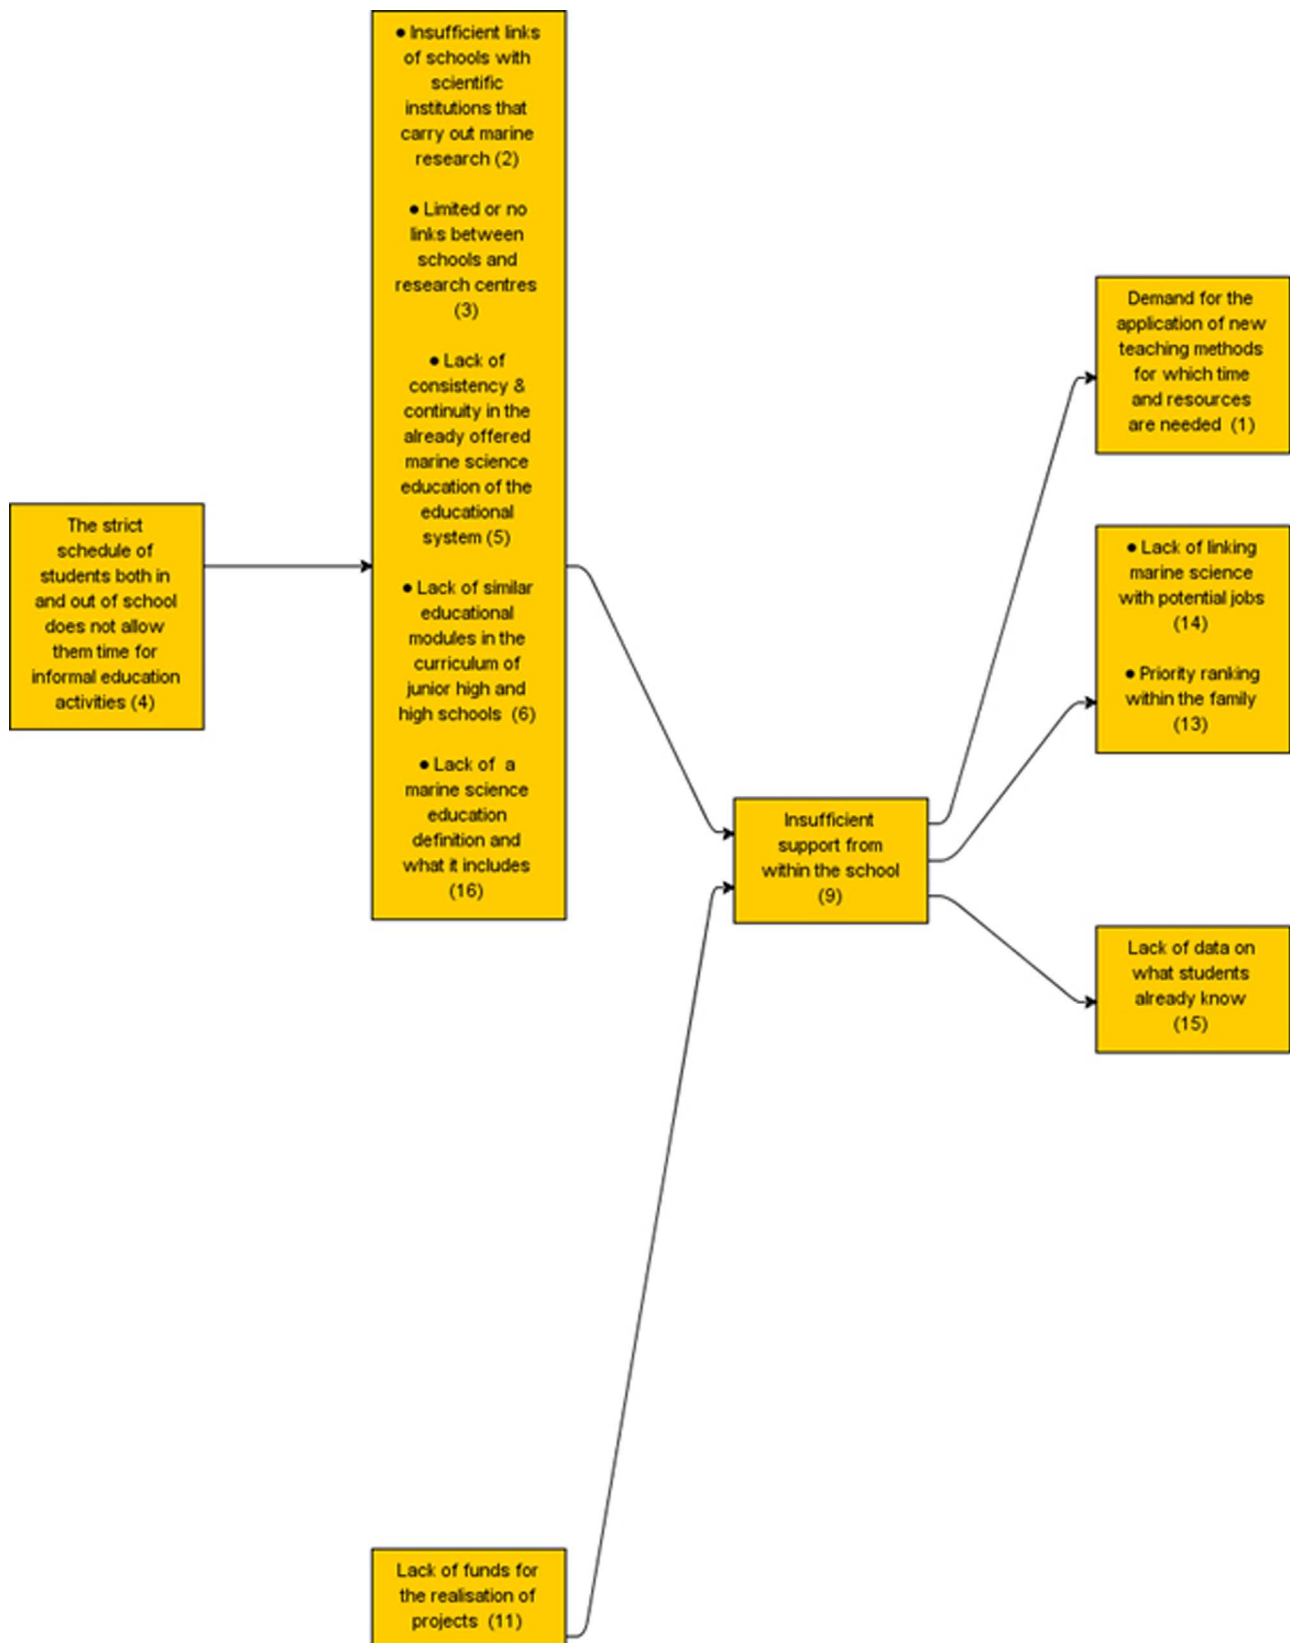 The strict
schedule of
students both in
and out of school
does not allow
them time for
informal education
activities (4)
● Insufficient links
of schools with
scientific
institutions that
carry out marine
research (2)
● Limited or no
links between
schools and
research centres
(3)
● Lack of
consistency &
continuity in the
already offered
marine science
education of the
educational
system (5)
● Lack of similar
educational
modules in the
curriculum of
junior high and
high schools (6)
● Lack of a
marine science
education
definition and
what it includes
(16)
Lack of funds for
the realisation of
projects (11)
Insufficient
support from
within the school
(9)
Demand for the
application of new
teaching methods
for which time
and resources
are needed (1)
● Lack of linking
marine science
with potential jobs
(14)
● Priority ranking
within the family
(13)
Lack of data on
what students
already know
(15)